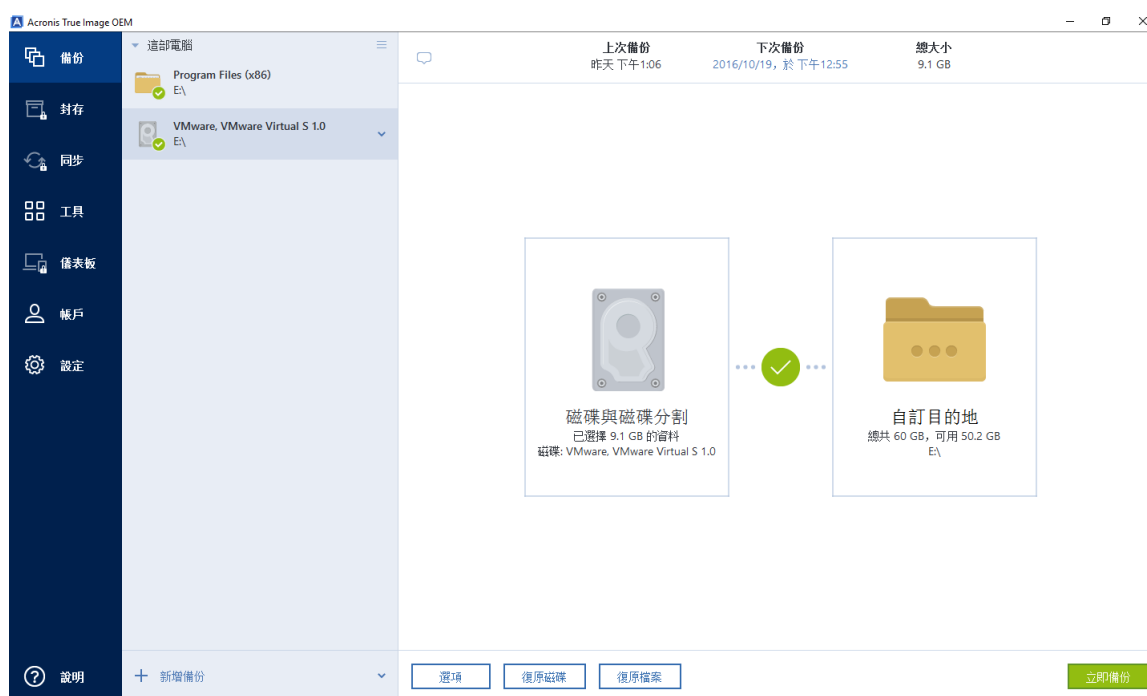 Acronis True Image OEM
備份
封存
同步
工具
儀表板
帳戶
設定
說明
這部電腦
Program Files (x86)
E:\
VMware, VMware Virtual S 1.0
E:\
新增備份
上次備份
昨天 下午1:06
下次備份
2016/10/19, 於 下午12:55
總大小
9.1 GB
磁碟與磁碟分割
已選擇 9.1 GB 的資料
磁碟: VMware, VMware Virtual S 1.0
自訂目的地
總共 60 GB，可用 50.2 GB
E:\
選項
復原磁碟
復原檔案
立即備份